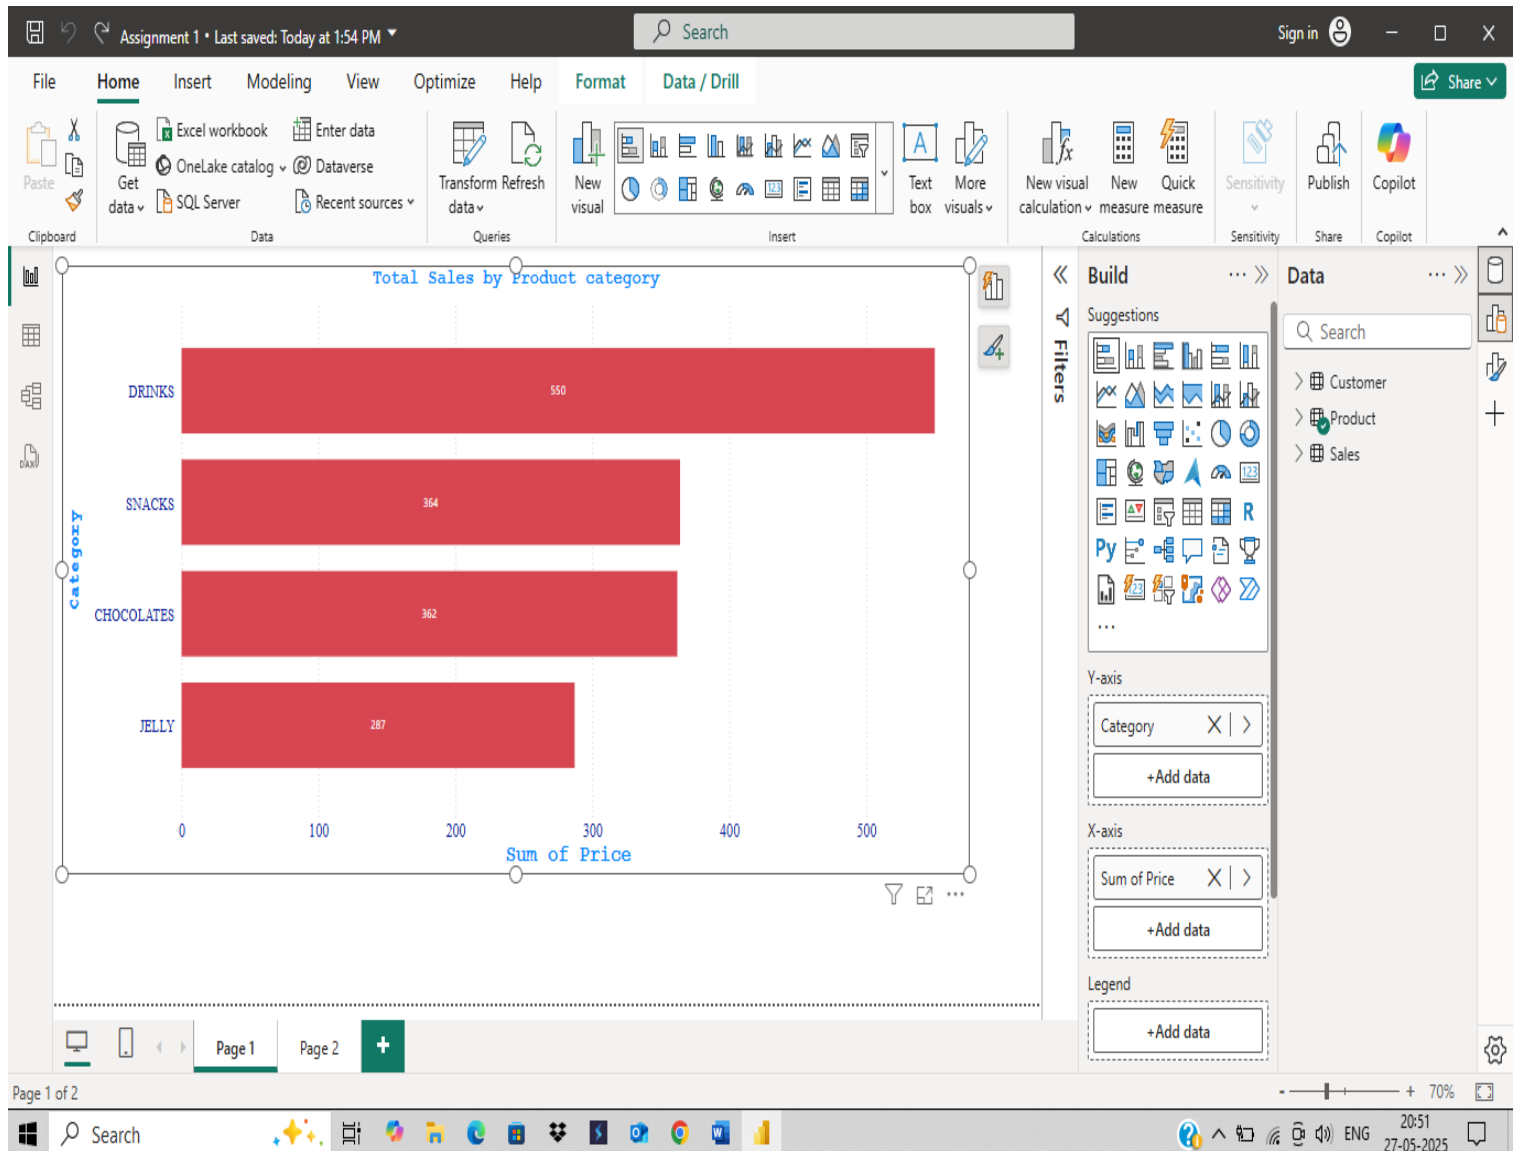 Assignment 1 • Last saved: Today at 1:54 PM
Search
Sign in
File Home Insert Modeling View Optimize Help Format Data / Drill
Share
Paste
Clipboard
Get data
Excel workbook
OneLake catalog
SQL Server
Enter data
Dataverse
Recent sources
Data
Transform data
Refresh
Queries
New visual
123
A
Text box
More visuals
Insert
fx
New visual calculation
New measure
Quick measure
Calculations
Sensitivity
Sensitivity
Publish
Share
Copilot
Copilot
DAX
Total Sales by Product category
Category
DRINKS
550
SNACKS
364
CHOCOLATES
362
JELLY
287
0 100 200 300 400 500
Sum of Price
Filters
Build
Suggestions
123
R
Py
123
Y-axis
Category
+Add data
X-axis
Sum of Price
+Add data
Legend
+Add data
Data
Search
Customer
Product
Sales
Page 1
Page 2
+
Page 1 of 2
- + 70%
Search
ENG
20:51
27-05-2025